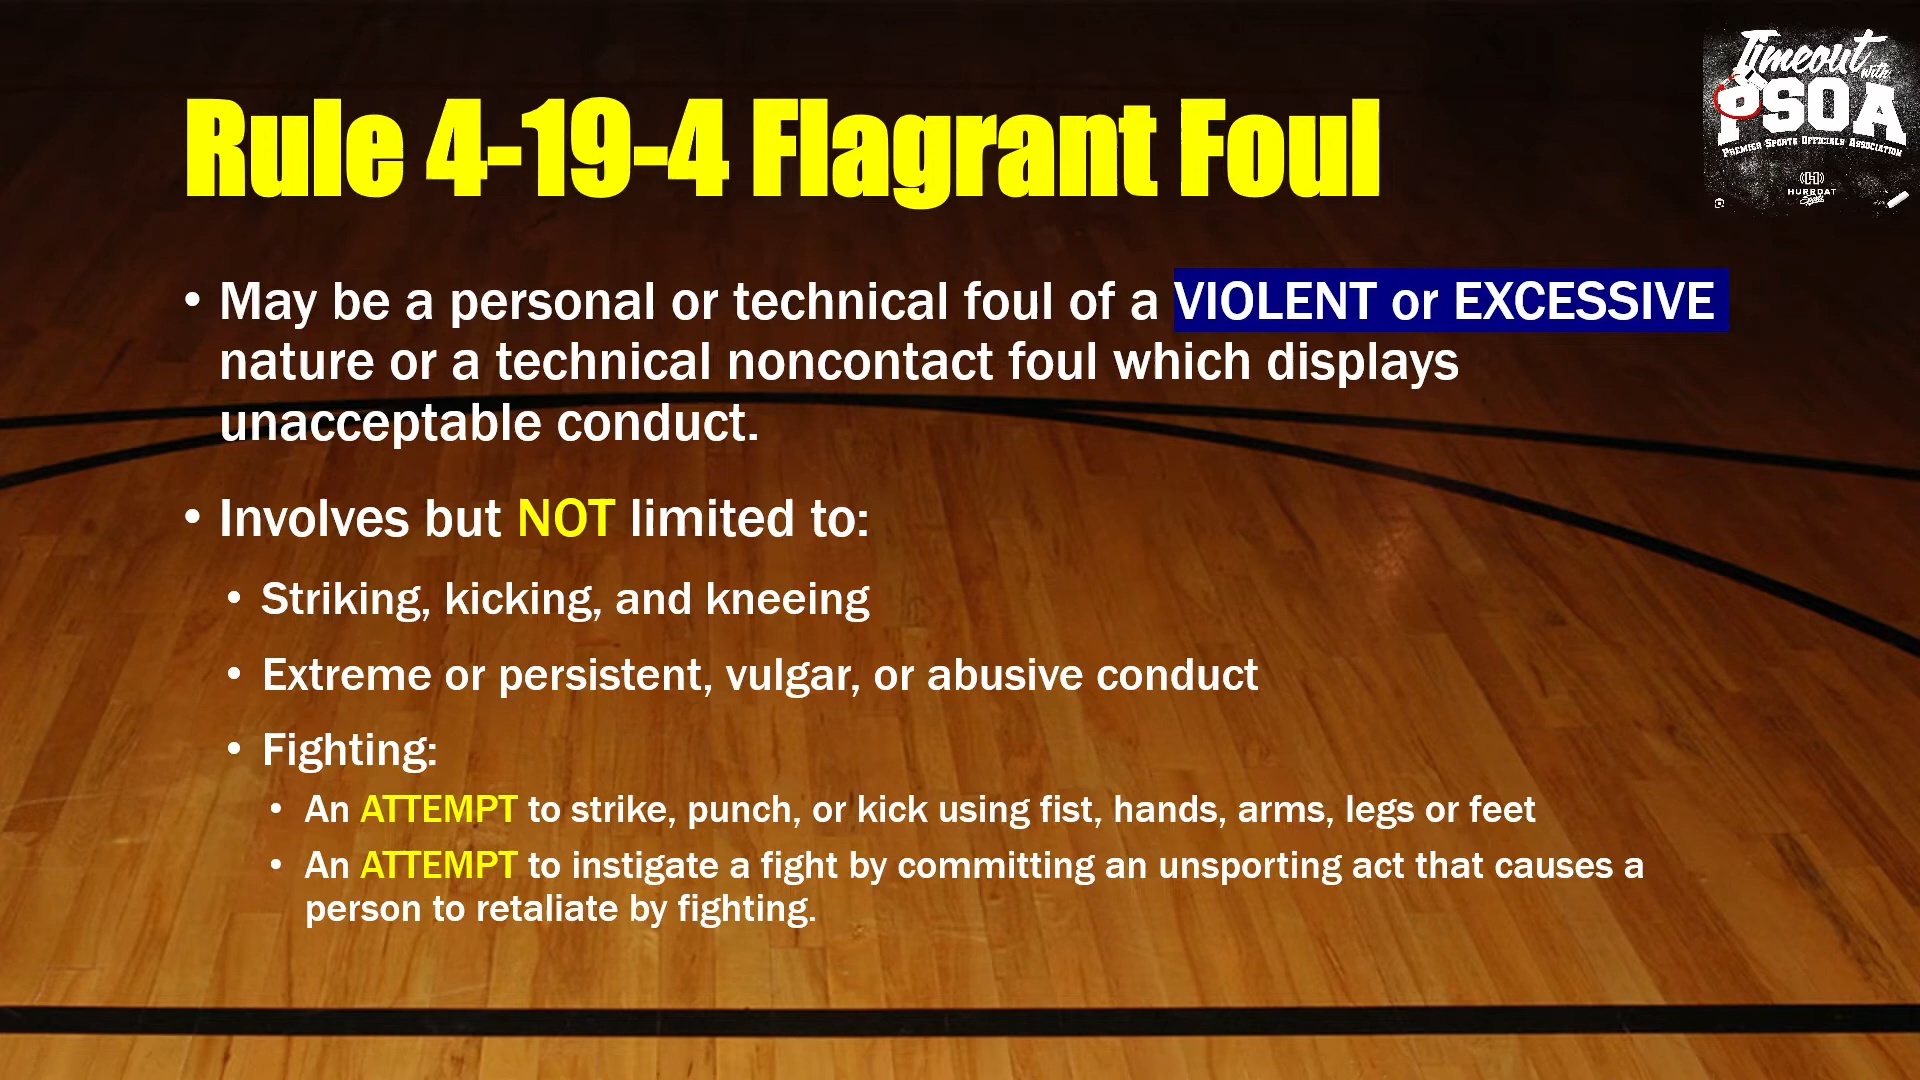 Timeout
with
PSOA
PREMIER SPORTS OFFICIALS ASSOCIATION
HURRDAT
Sports
Rule 4-19-4 Flagrant Foul
• May be a personal or technical foul of a VIOLENT or EXCESSIVE
nature or a technical noncontact foul which displays
unacceptable conduct.
• Involves but NOT limited to:
• Striking, kicking, and kneeing
• Extreme or persistent, vulgar, or abusive conduct
• Fighting:
• An ATTEMPT to strike, punch, or kick using fist, hands, arms, legs or feet
• An ATTEMPT to instigate a fight by committing an unsporting act that causes a
person to retaliate by fighting.